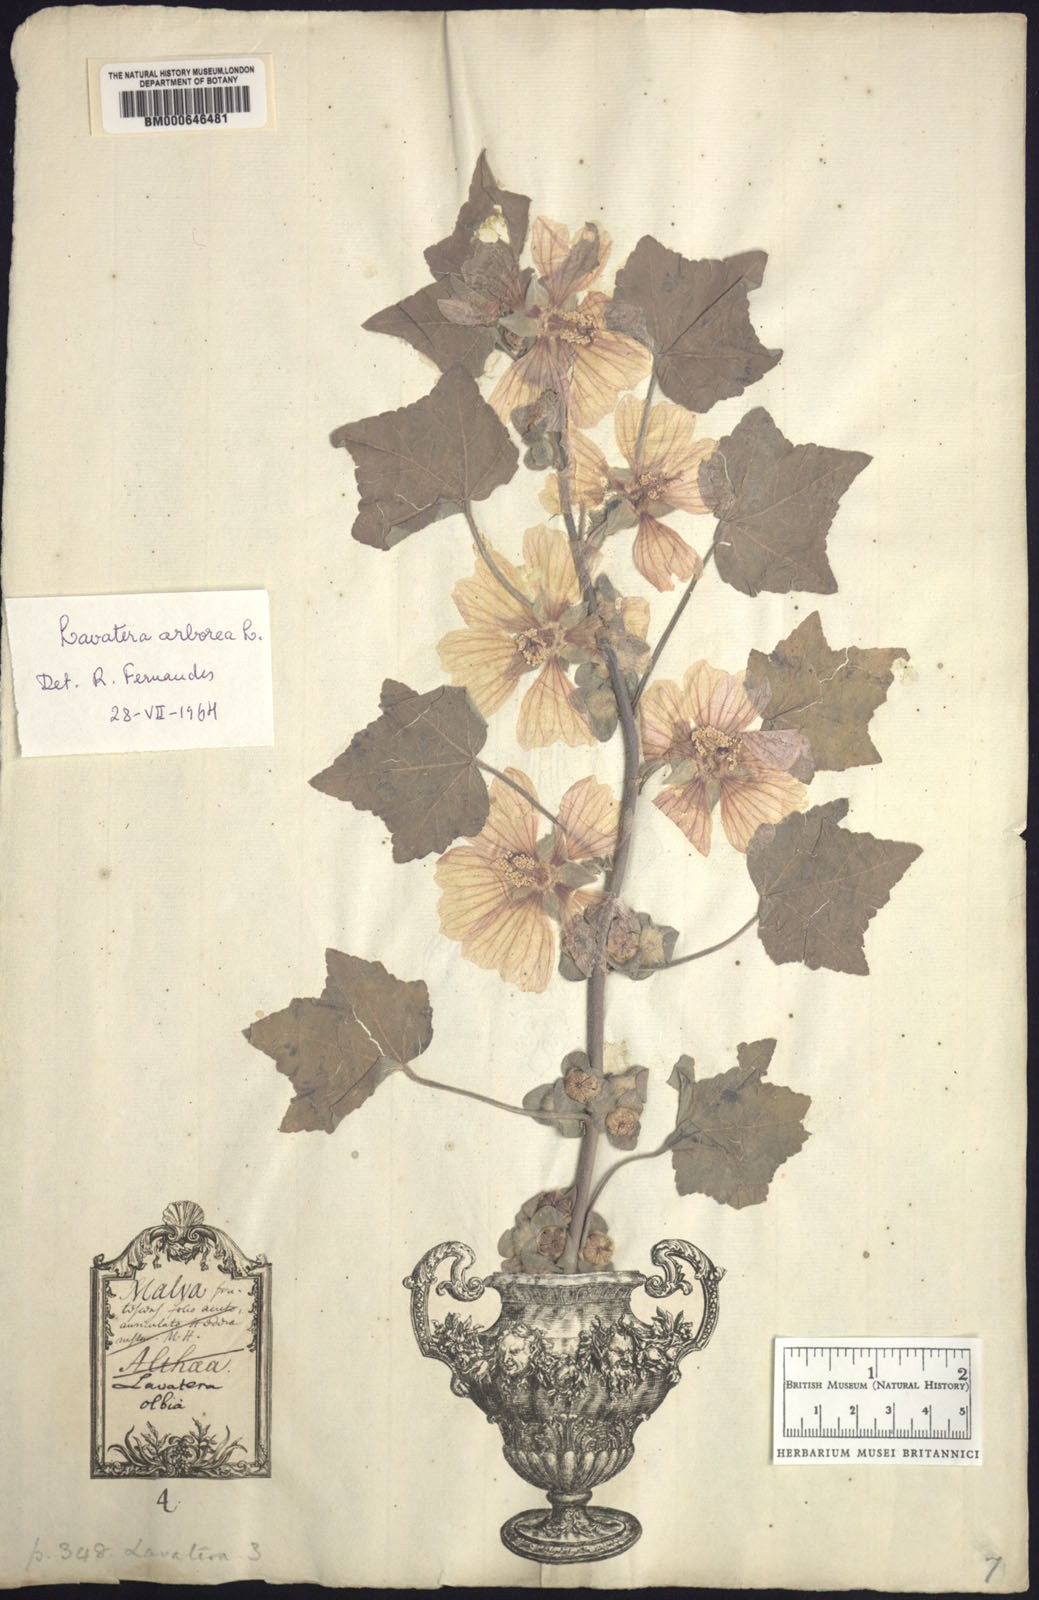 THE NATURAL HISTORY MUSEUM, LONDON
DEPARTMENT OF BOTANY
BM000646481
Lavatera arborea L.
Det. R. Fernandes
28-VII-1964
Malva fru-
folio acuto,
M.H.
Althæa.
Lavatera
olbia
4
p. 348. Lavatera 3
1 2
BRITISH MUSEUM (NATURAL HISTORY)
1 2 3 4 5
HERBARIUM MUSEI BRITANNICI
7